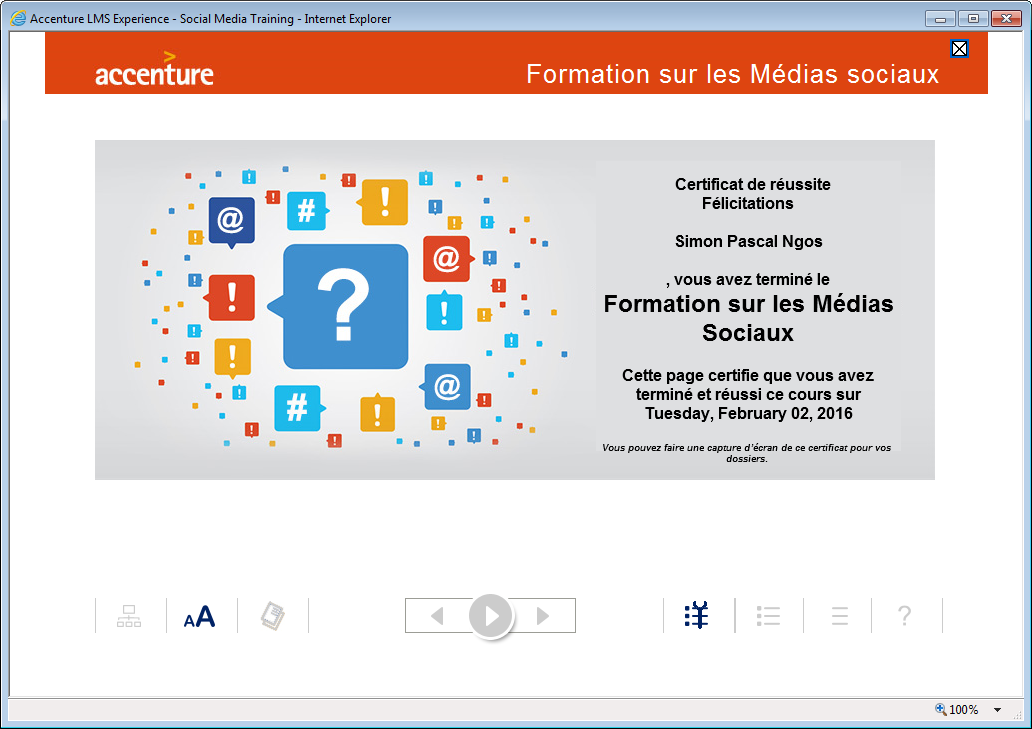 Accenture LMS Experience - Social Media Training - Internet Explorer
accenture
Formation sur les Médias sociaux
Certificat de réussite
Félicitations
Simon Pascal Ngos
, vous avez terminé le
Formation sur les Médias
Sociaux
Cette page certifie que vous avez
terminé et réussi ce cours sur
Tuesday, February 02, 2016
Vous pouvez faire une capture d'écran de ce certificat pour vos
dossiers.
AA
?
100%